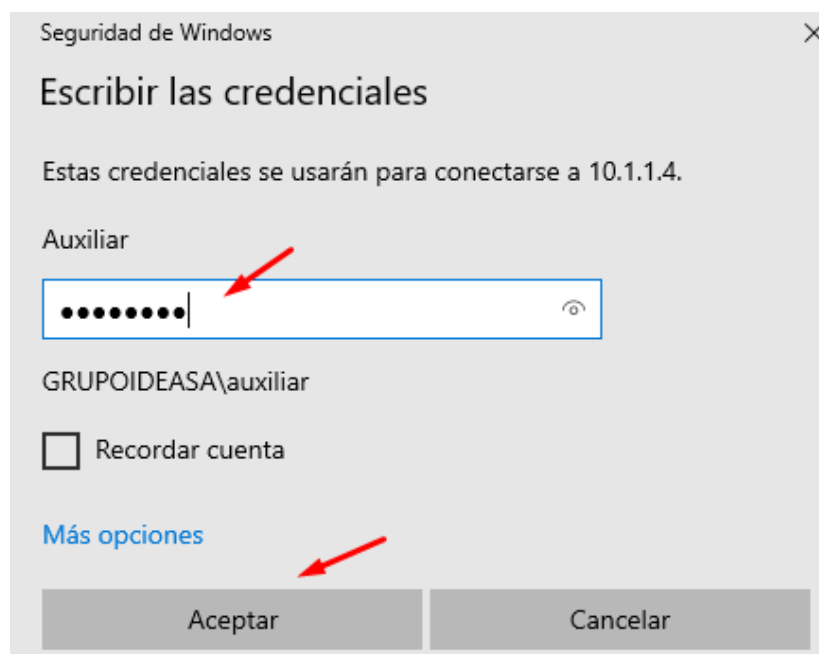 Seguridad de Windows
Escribir las credenciales
Estas credenciales se usarán para conectarse a 10.1.1.4.
Auxiliar
●●●●●●●●
GRUPOIDEASA\auxiliar
Recordar cuenta
Más opciones
Aceptar
Cancelar